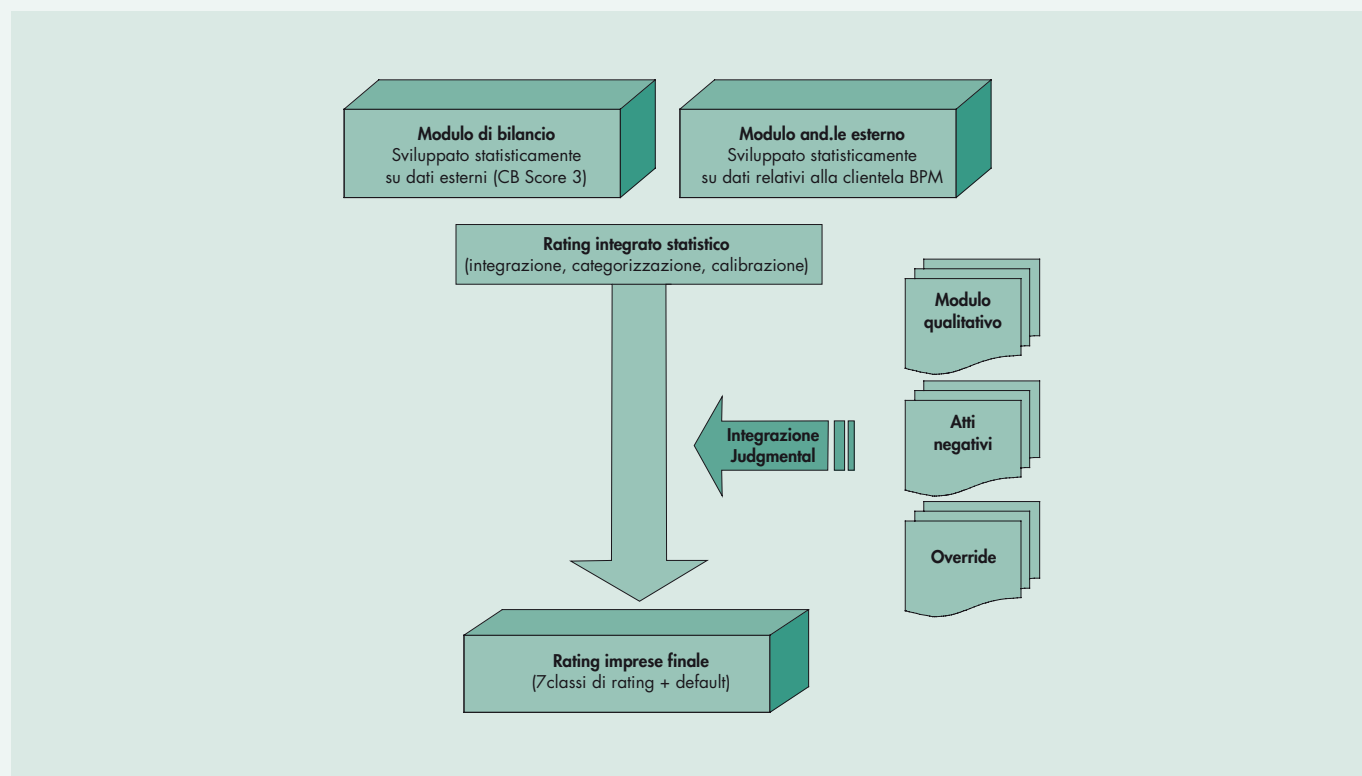 Modulo di bilancio
Sviluppato statisticamente
su dati esterni (CB Score 3)
Modulo and.le esterno
Sviluppato statisticamente
su dati relativi alla clientela BPM
Rating integrato statistico
(integrazione, categorizzazione, calibrazione)
Modulo
qualitativo
Atti
negativi
Integrazione
Judgmental
Override
Rating imprese finale
(7classi di rating + default)